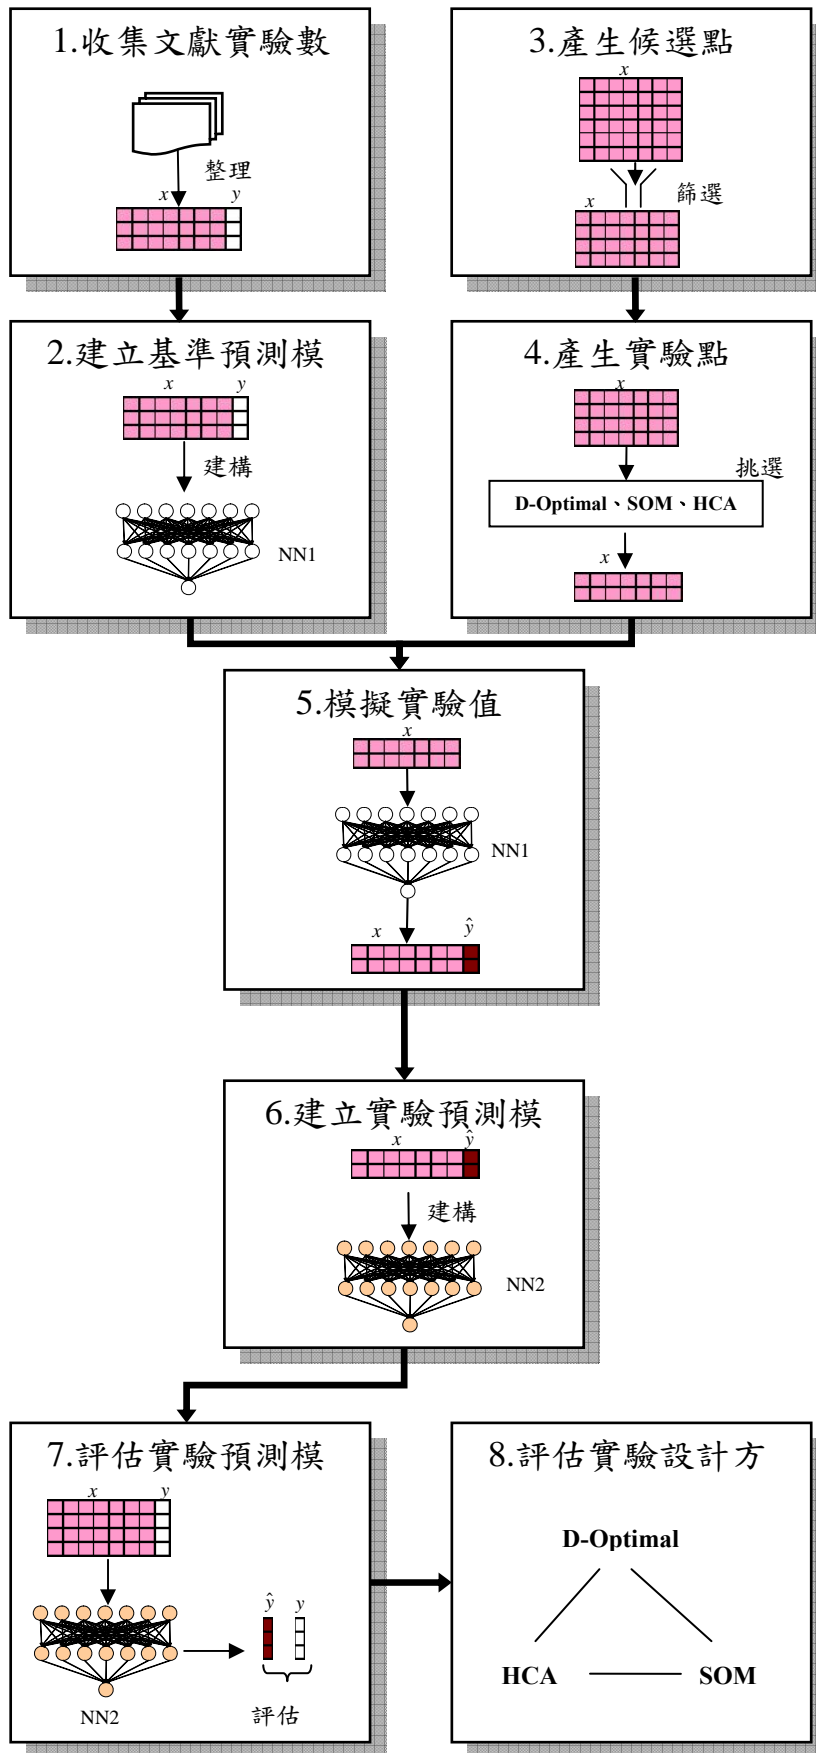 1.收集文獻實驗數
整理
x
y
3.產生候選點
x
篩選
x
2.建立基準預測模
x
y
建構
NN1
4.產生實驗點
x
挑選
D-Optimal、SOM、HCA
x
5.模擬實驗值
x
NN1
x
ŷ
6.建立實驗預測模
x
ŷ
建構
NN2
7.評估實驗預測模
x
y
ŷ
y
NN2
評估
8.評估實驗設計方
D-Optimal
HCA
SOM